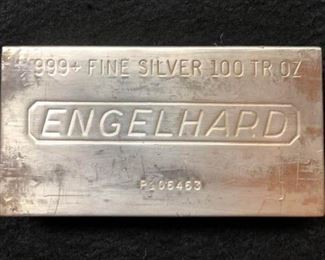 999+ FINE SILVER 100 TR OZ
ENGELHARD
P106463